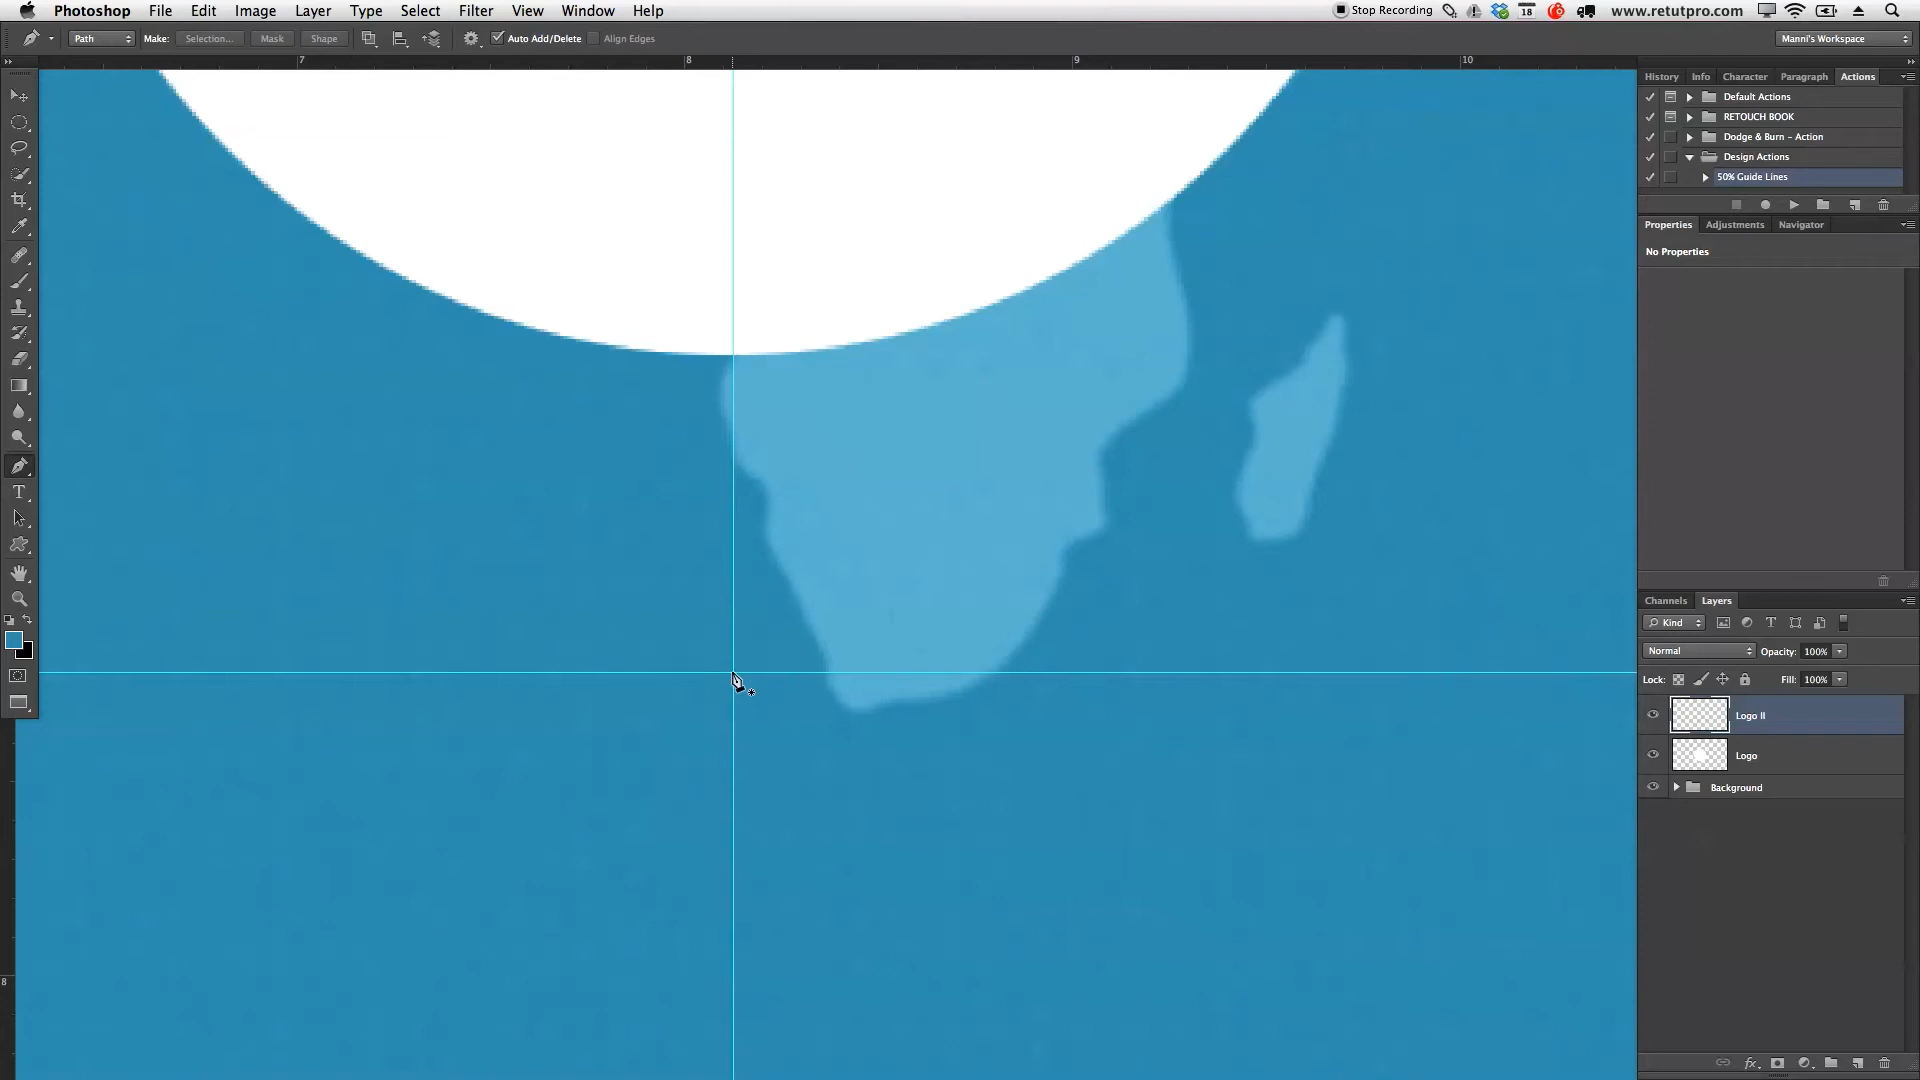 Photoshop File Edit Image Layer Type Select Filter View Window Help Stop Recording 18 www.retutpro.com
Path Make: Selection... Mask Shape Auto Add/Delete Align Edges Manni's Workspace
7 8 9 10
History Info Character Paragraph Actions
Default Actions
RETOUCH BOOK
Dodge & Burn - Action
Design Actions
50% Guide Lines
Properties Adjustments Navigator
No Properties
T
Channels Layers
Kind
Normal Opacity: 100%
Lock: Fill: 100%
Logo II
Logo
Background
8
fx